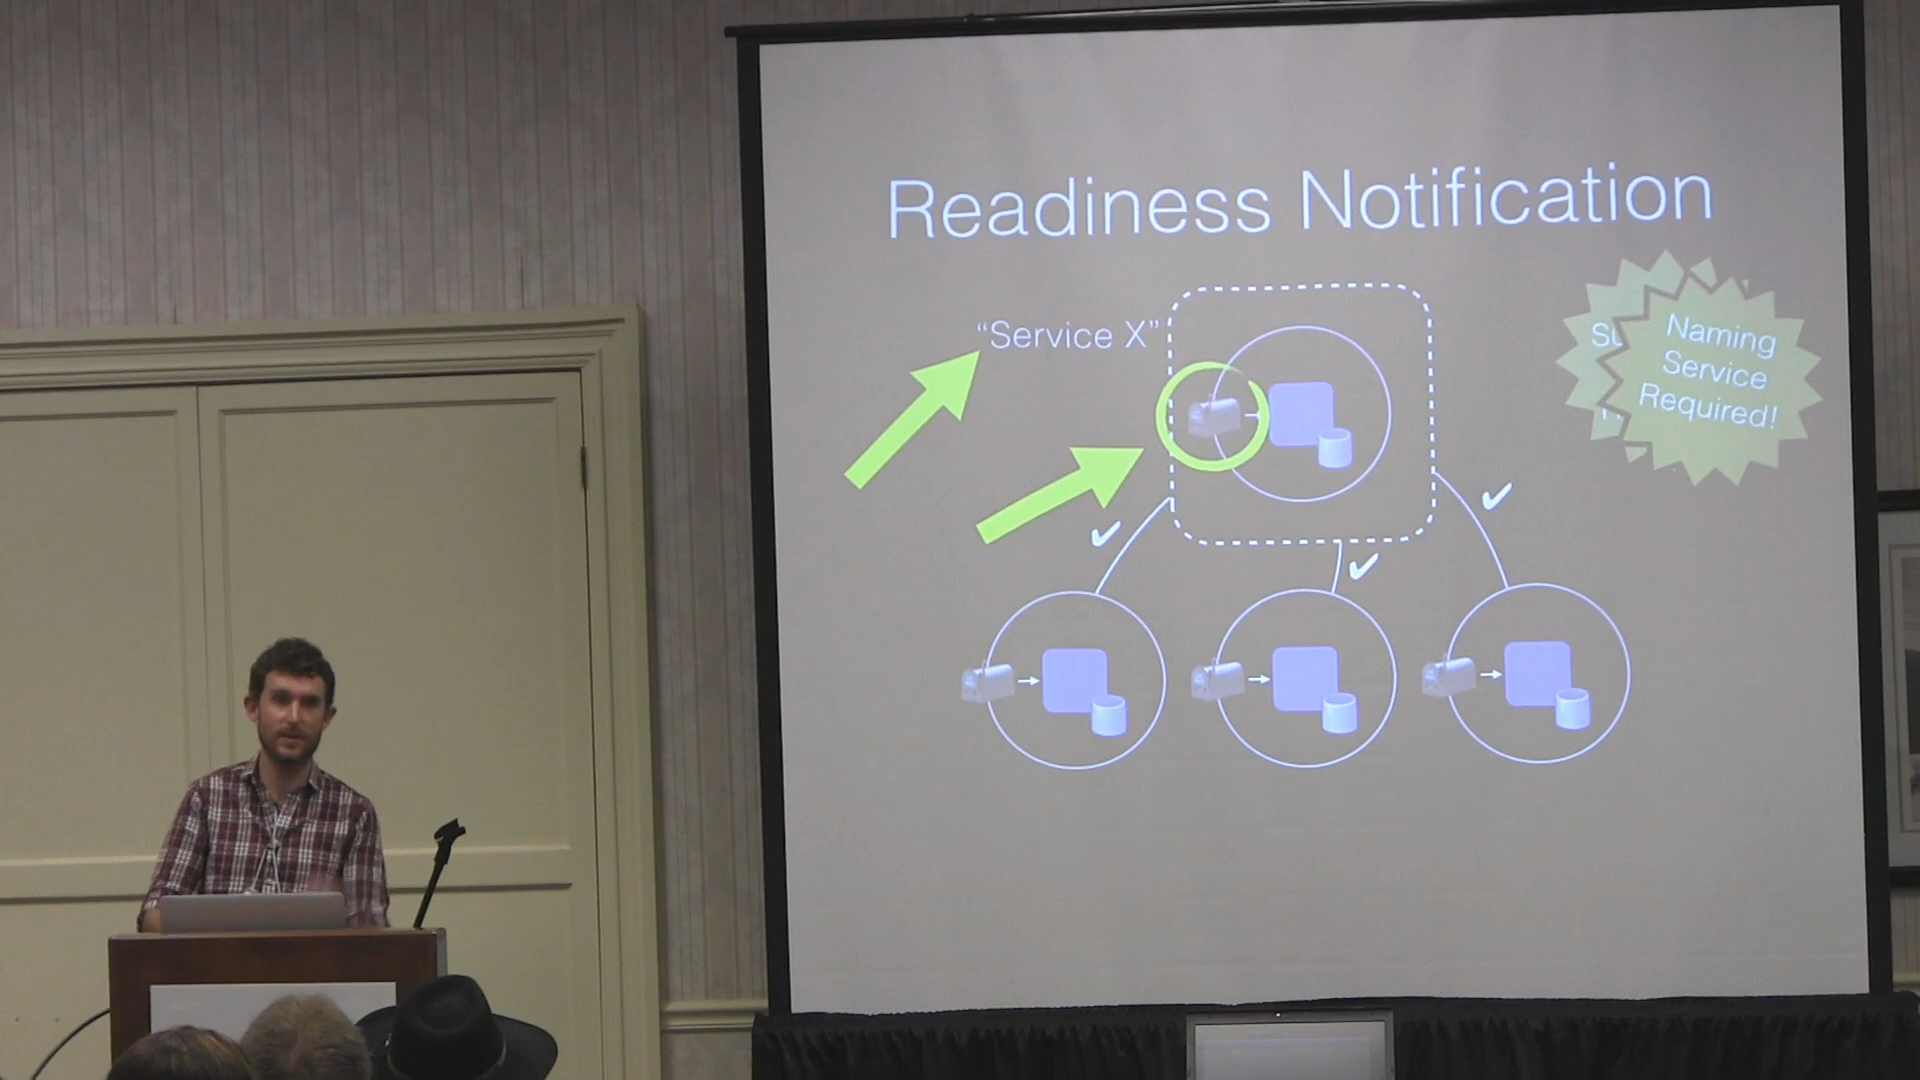 Readiness Notification
“Service X”
Naming
Service
Required!